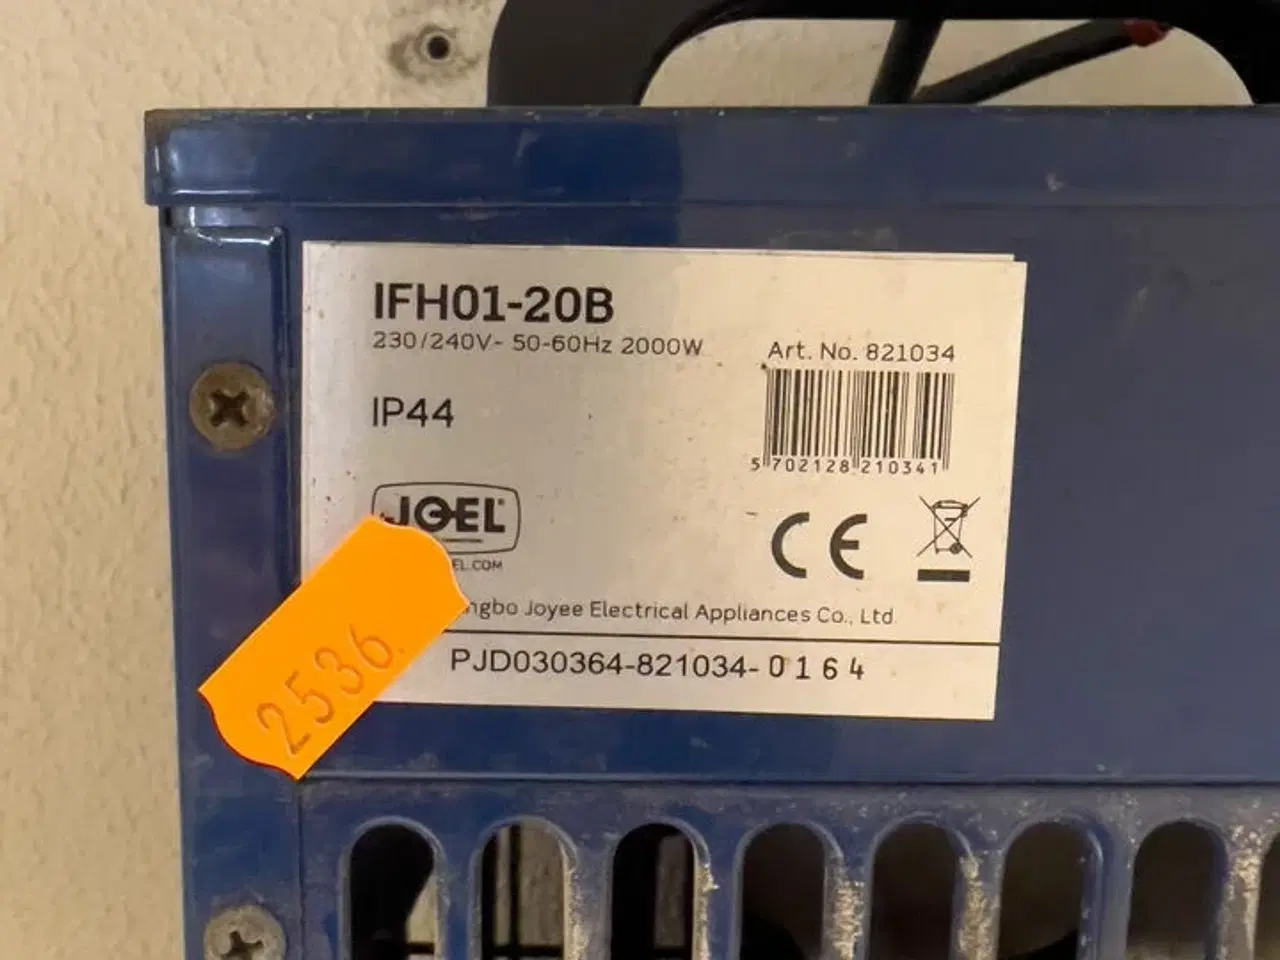 IFH01-20B
230/240V~ 50-60Hz 2000W
Art. No. 821034
IP44
5 702128 210341
JOEL®
CE
Joyee Electrical Appliances Co., Ltd.
PJD030364-821034-0164
2536